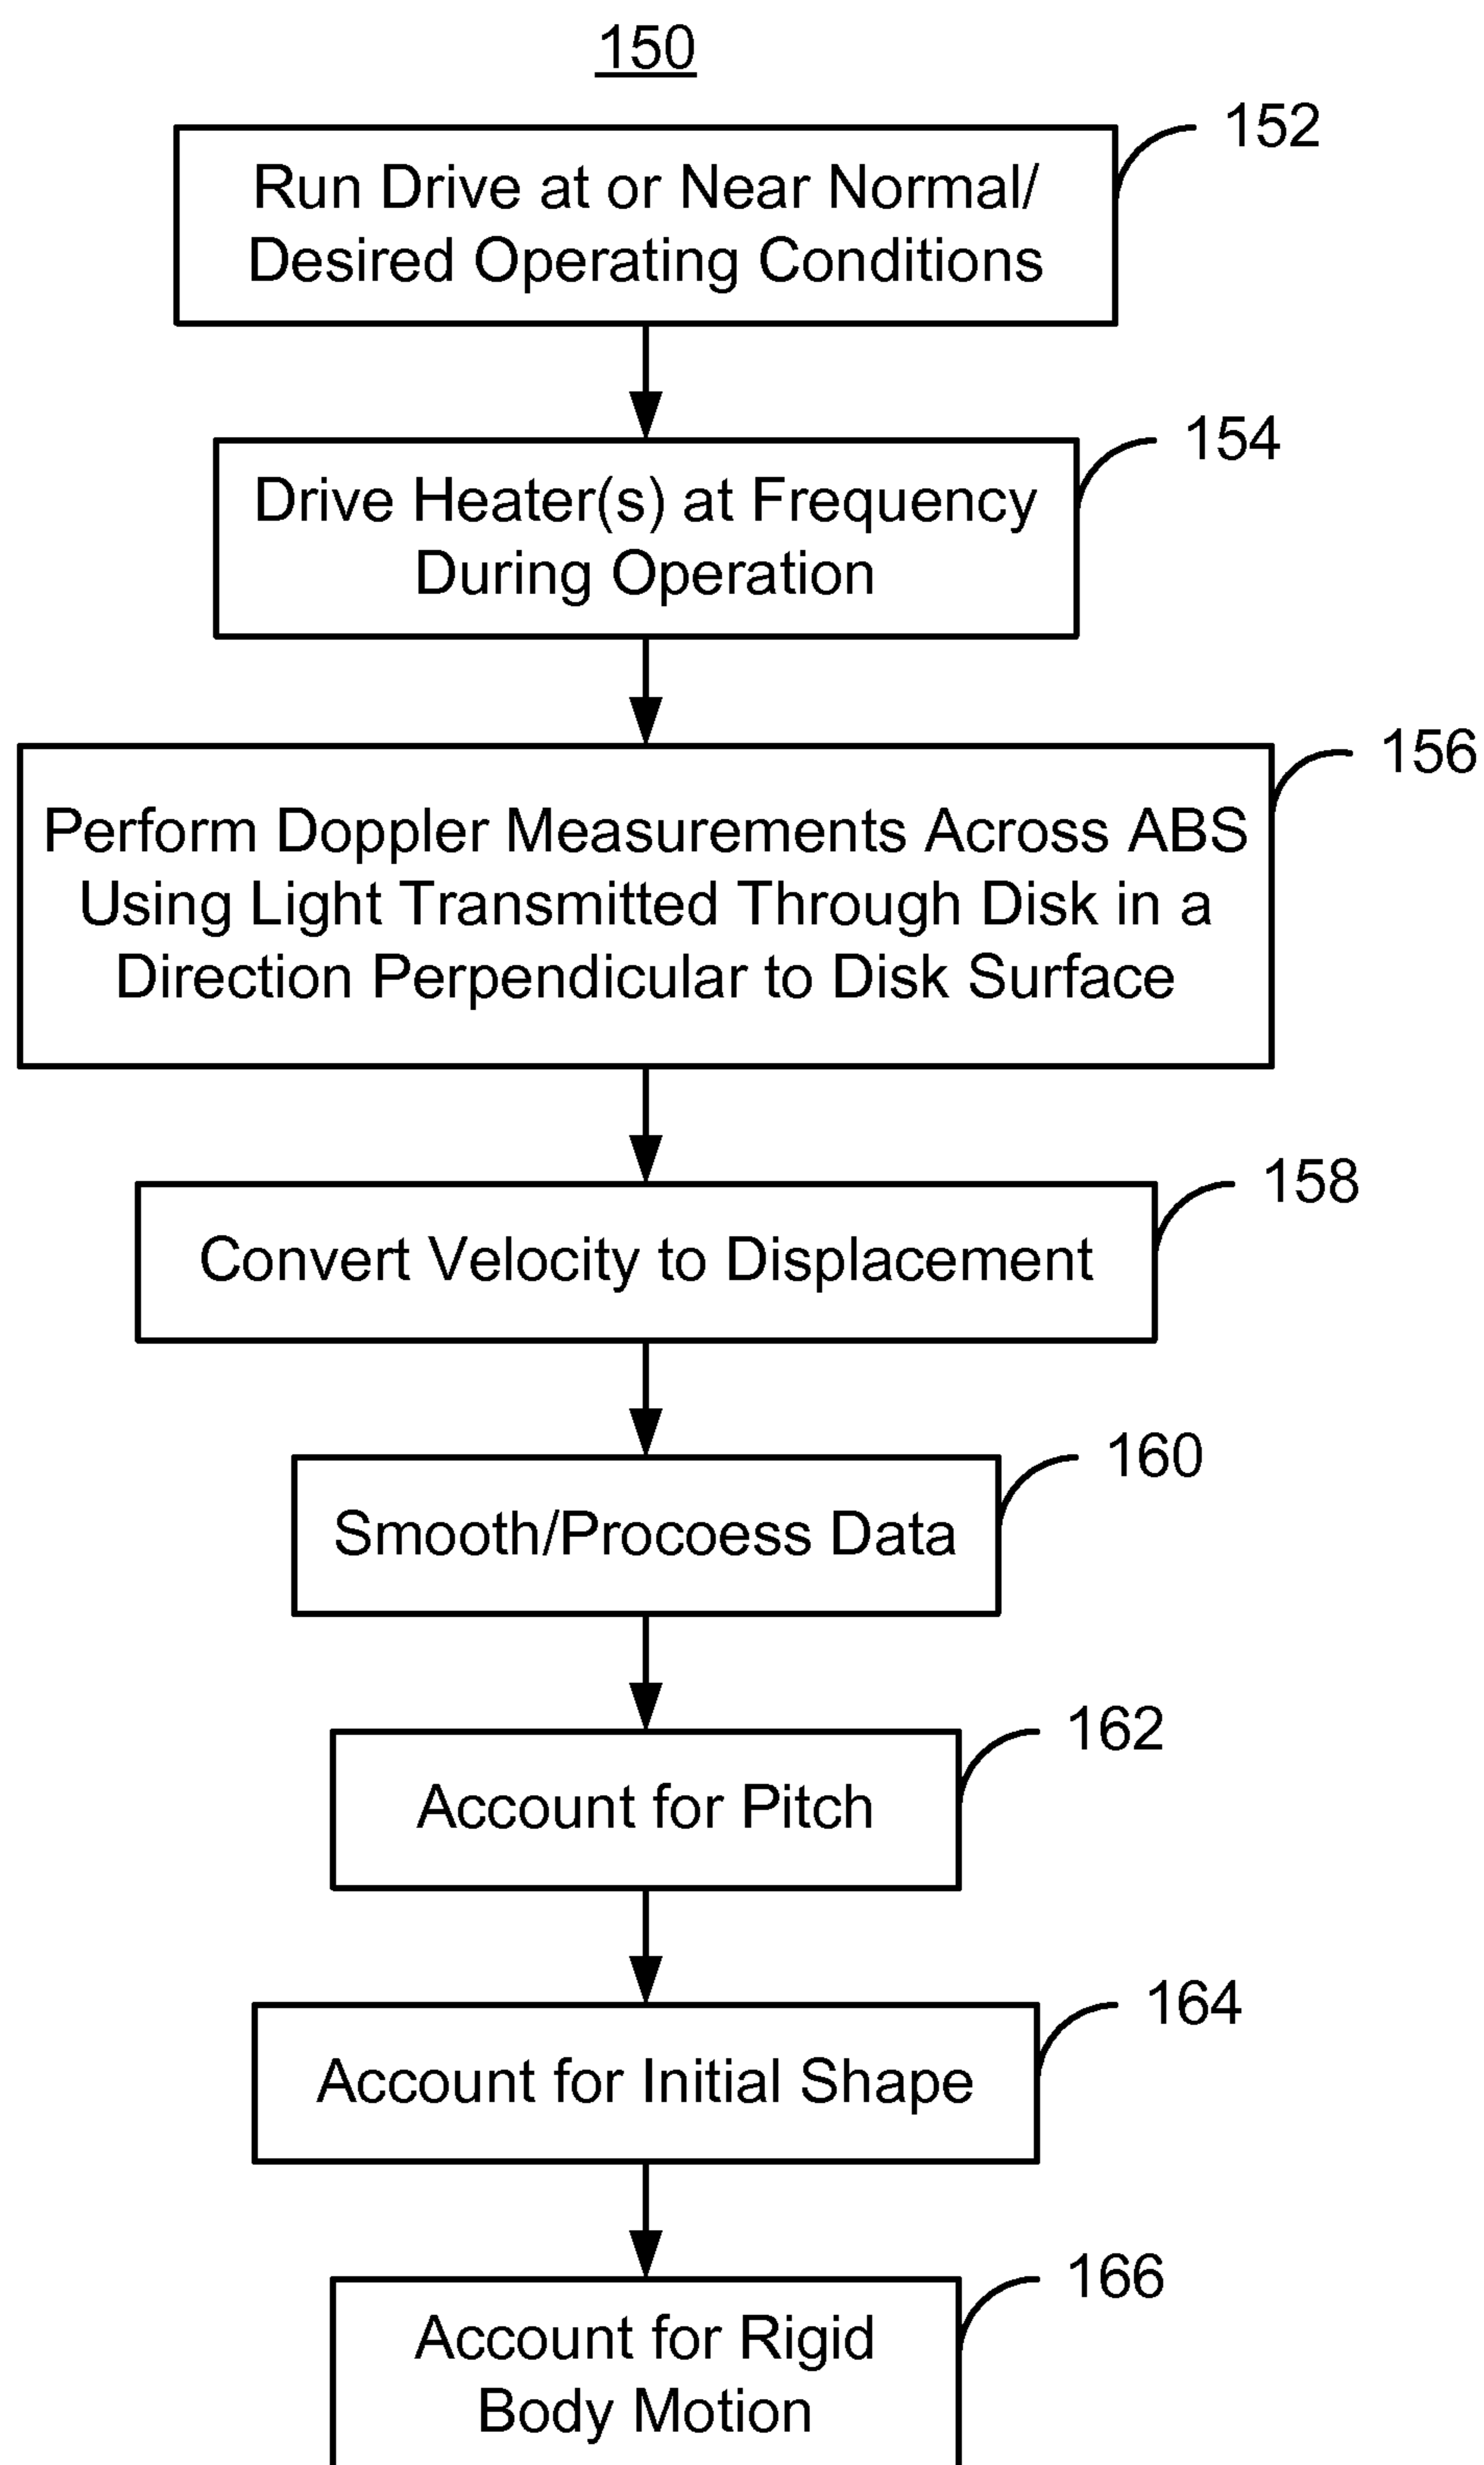 150
152
Run Drive at or Near Normal/
Desired Operating Conditions
154
Drive Heater(s) at Frequency
During Operation
156
Perform Doppler Measurements Across ABS
Using Light Transmitted Through Disk in a
Direction Perpendicular to Disk Surface
158
Convert Velocity to Displacement
160
Smooth/Procoess Data
162
Account for Pitch
164
Account for Initial Shape
166
Account for Rigid
Body Motion